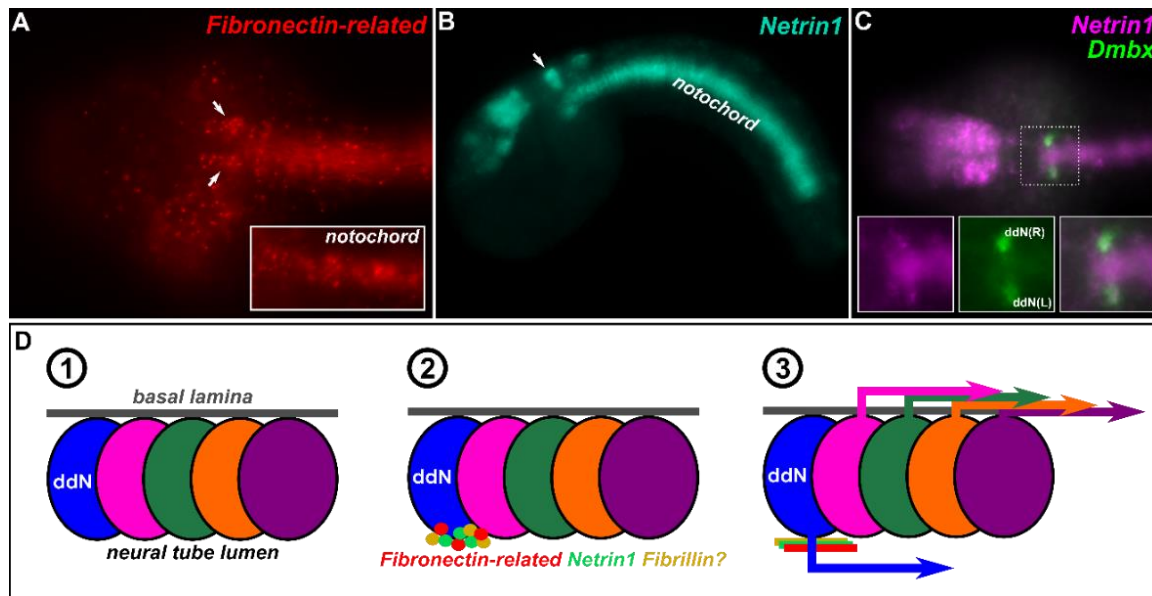 A
Fibronectin-related
notochord
B
Netrin1
notochord
C
Netrin1
Dmbx
ddN(R)
ddN(L)
D
1
basal lamina
ddN
neural tube lumen
2
ddN
Fibronectin-related Netrin1 Fibrillin?
3
ddN